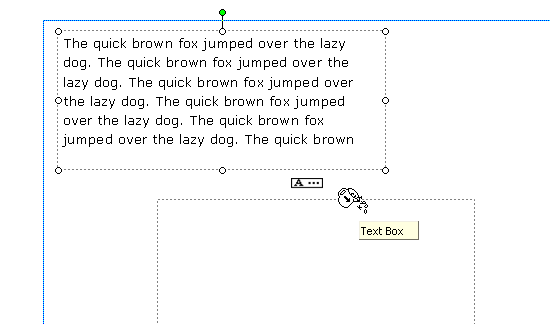 The quick brown fox jumped over the lazy
dog. The quick brown fox jumped over the
lazy dog. The quick brown fox jumped over
the lazy dog. The quick brown fox jumped
over the lazy dog. The quick brown fox
jumped over the lazy dog. The quick brown
A •••
Text Box